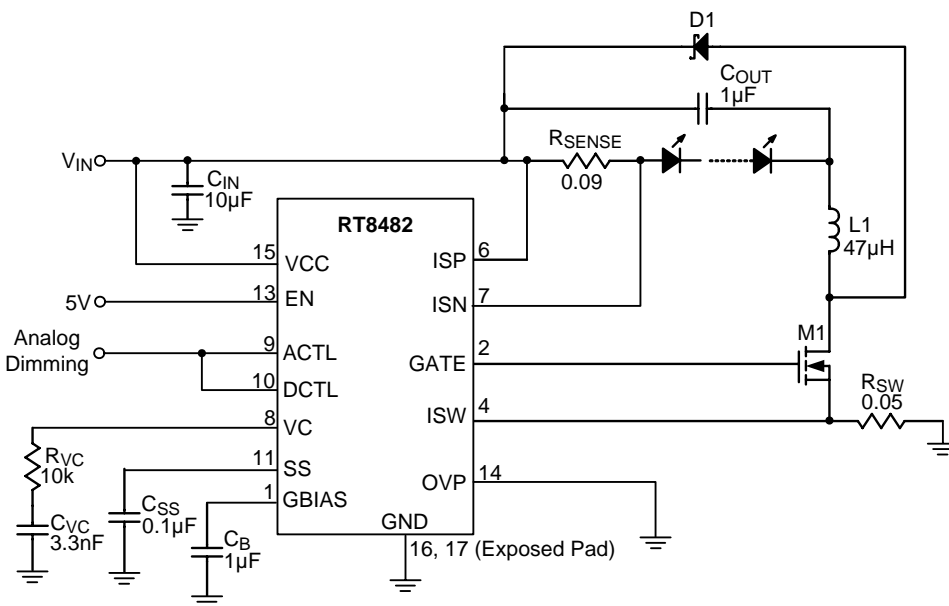 D1
COUT
1µF
RSENSE
0.09
VIN
CIN
10µF
RT8482
L1
47µH
15
VCC
ISP
6
5V
13
EN
ISN
7
Analog
Dimming
9
ACTL
10
DCTL
GATE
2
M1
8
VC
ISW
4
RSW
0.05
RVC
10k
11
SS
OVP
14
1
GBIAS
CSS
0.1µF
CVC
3.3nF
CB
1µF
GND
16, 17 (Exposed Pad)